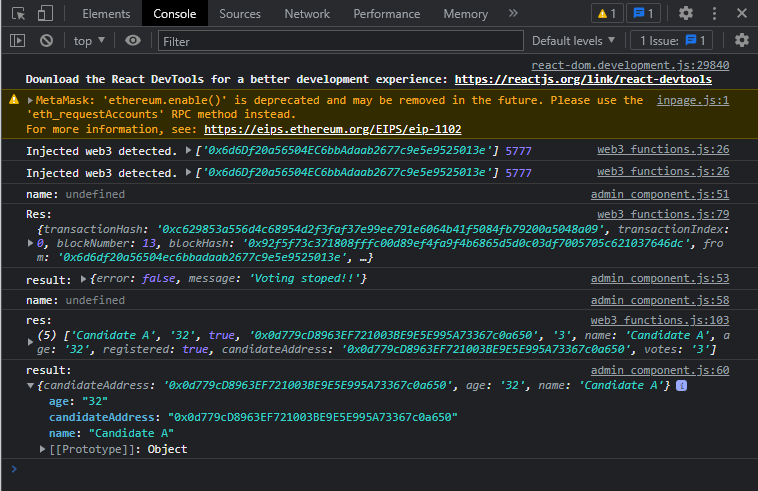 Elements Console Sources Network Performance Memory » 1 1
top Filter Default levels 1 Issue: 1
react-dom.development.js:29840
Download the React DevTools for a better development experience: https://reactjs.org/link/react-devtools
MetaMask: 'ethereum.enable()' is deprecated and may be removed in the future. Please use the inpage.js:1
'eth_requestAccounts' RPC method instead.
For more information, see: https://eips.ethereum.org/EIPS/eip-1102
Injected web3 detected. ['0x6d6Df20a56504EC6bbAdaab2677c9e5e9525013e'] 5777 web3 functions.js:26
Injected web3 detected. ['0x6d6Df20a56504EC6bbAdaab2677c9e5e9525013e'] 5777 web3 functions.js:26
name: undefined admin component.js:51
Res: web3 functions.js:79
{transactionHash: '0xc629853a556d4c68954d2f3faf37e99ee791e6064b41f5084fb79200a5048a09', transactionIndex:
0, blockNumber: 13, blockHash: '0x92f5f73c371808fffc00d89ef4fa9f4b6865d5d0c03df7005705c621037646dc', fro
m: '0x6d6df20a56504ec6bbadaab2677c9e5e9525013e', …}
result: {error: false, message: 'Voting stoped!!'} admin component.js:53
name: undefined admin component.js:58
res: web3 functions.js:103
(5) ['Candidate A', '32', true, '0x0d779cD8963EF721003BE9E5E995A73367c0a650', '3', name: 'Candidate A', a
ge: '32', registered: true, candidateAddress: '0x0d779cD8963EF721003BE9E5E995A73367c0a650', votes: '3']
result: admin component.js:60
{candidateAddress: '0x0d779cD8963EF721003BE9E5E995A73367c0a650', age: '32', name: 'Candidate A'} i
age: "32"
candidateAddress: "0x0d779cD8963EF721003BE9E5E995A73367c0a650"
name: "Candidate A"
[[Prototype]]: Object